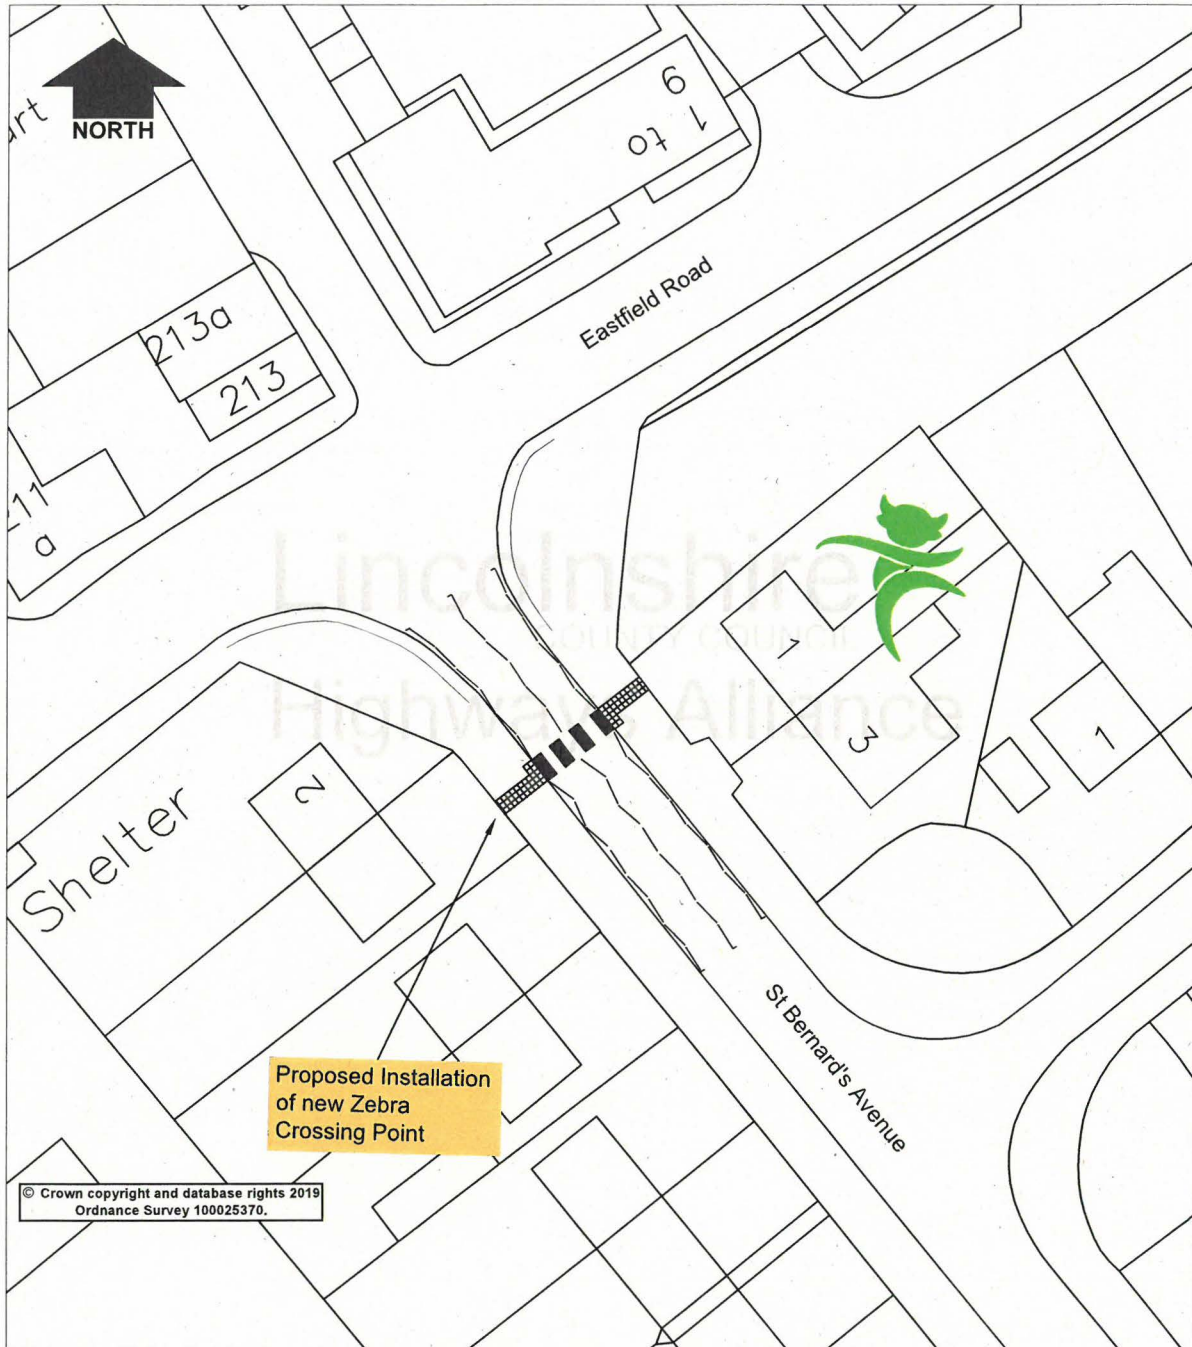 NORTH
art
1 to 9
Eastfield Road
213a
213
211
a
Lincolnshire
COUNTY COUNCIL
Highways Alliance
1
3
1
2
Shelter
St Bernard's Avenue
Proposed Installation
of new Zebra
Crossing Point
© Crown copyright and database rights 2019
Ordnance Survey 100025370.